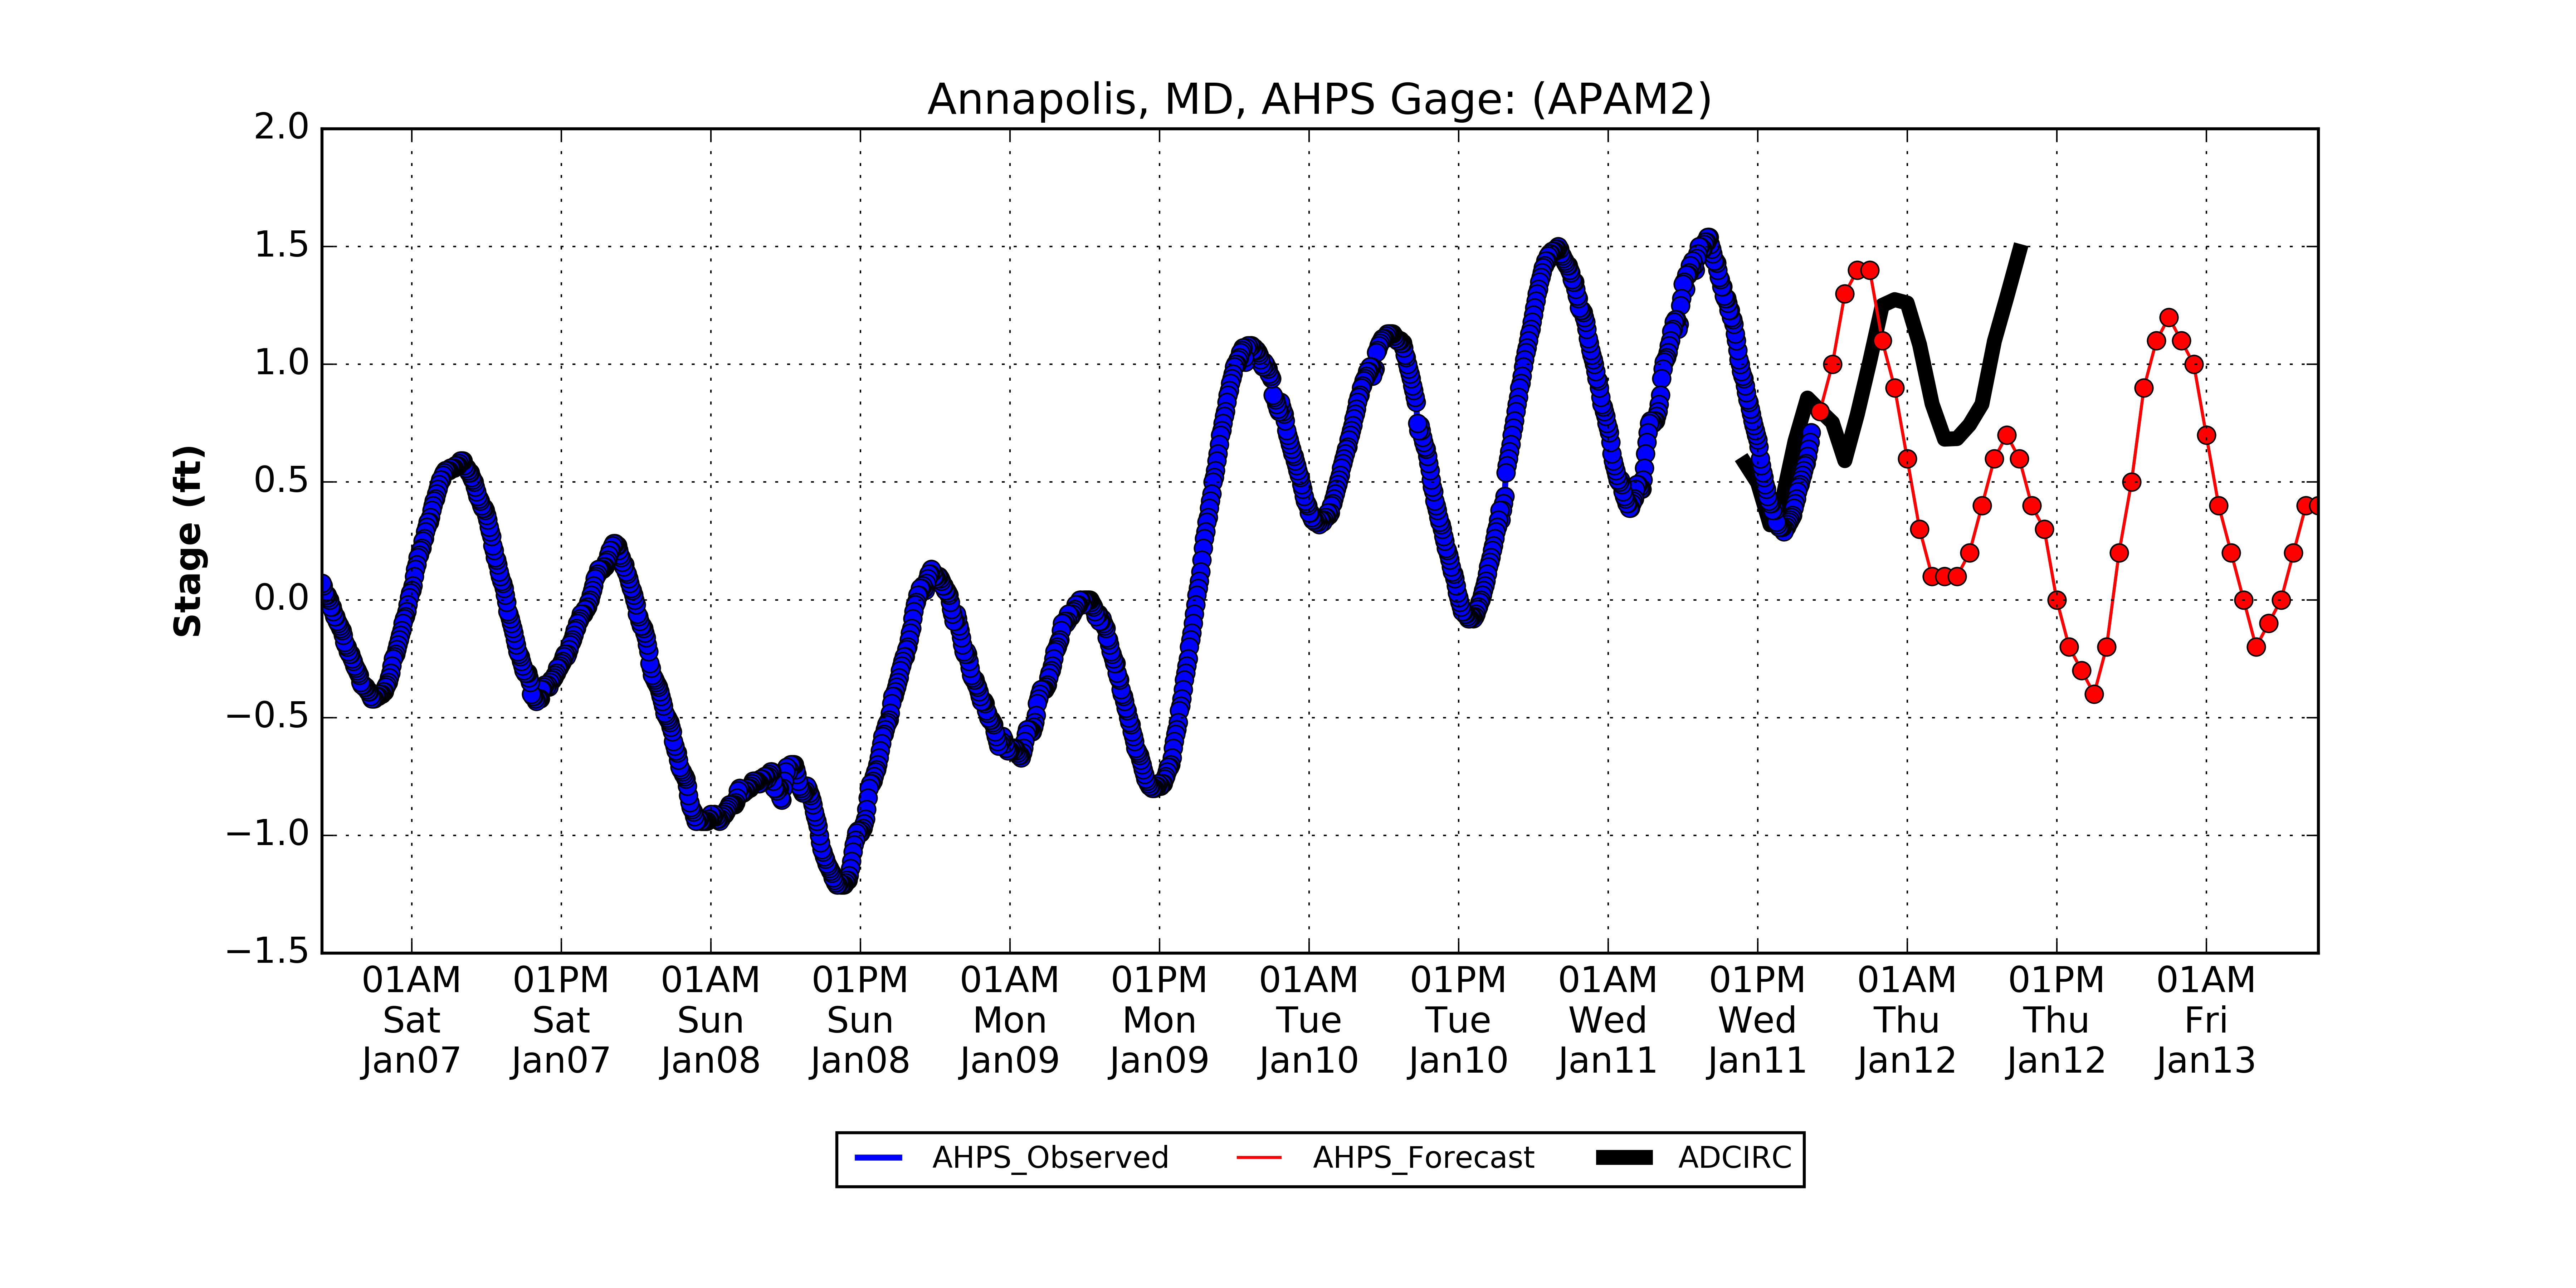 Annapolis, MD, AHPS Gage: (APAM2)
2.0
1.5
1.0
0.5
0.0
−0.5
−1.0
−1.5
Stage (ft)
01AM 01PM 01AM 01PM 01AM 01PM 01AM 01PM 01AM 01PM 01AM 01PM 01AM
Sat Sat Sun Sun Mon Mon Tue Tue Wed Wed Thu Thu Fri
Jan07 Jan07 Jan08 Jan08 Jan09 Jan09 Jan10 Jan10 Jan11 Jan11 Jan12 Jan12 Jan13
AHPS_Observed AHPS_Forecast ADCIRC